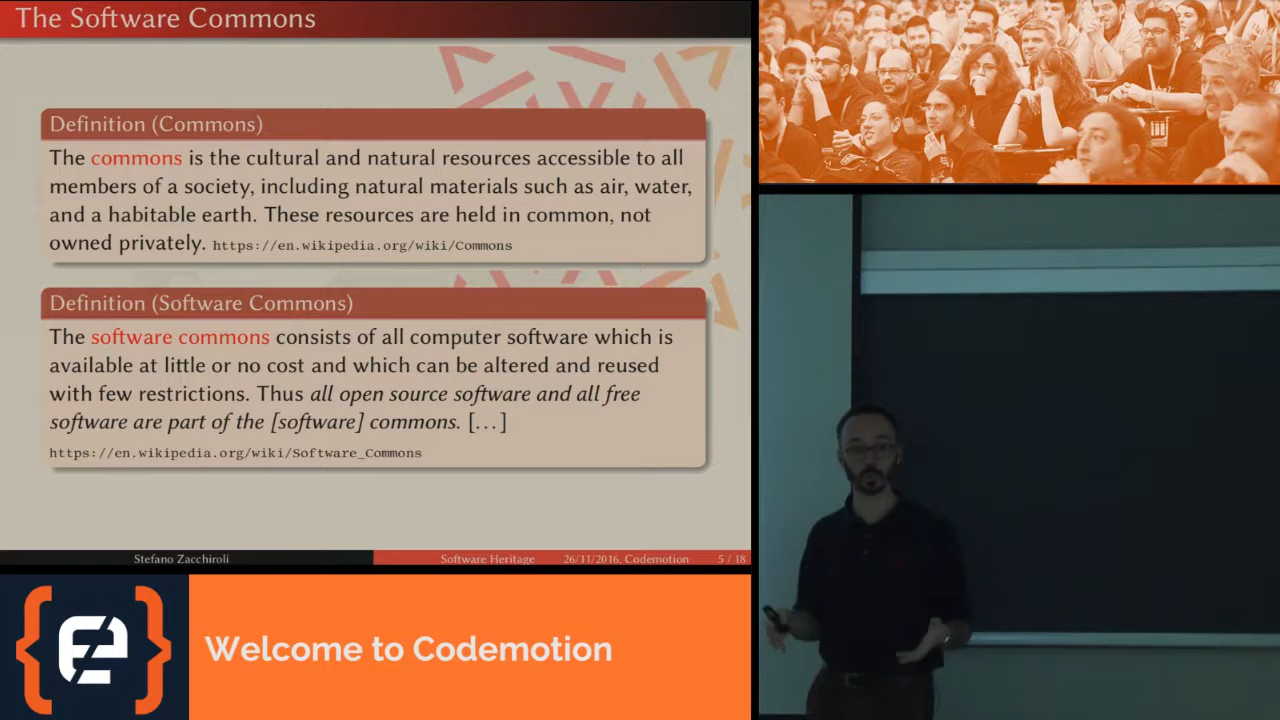 The Software Commons
Definition (Commons)
The commons is the cultural and natural resources accessible to all
members of a society, including natural materials such as air, water,
and a habitable earth. These resources are held in common, not
owned privately. https://en.wikipedia.org/wiki/Commons
Definition (Software Commons)
The software commons consists of all computer software which is
available at little or no cost and which can be altered and reused
with few restrictions. Thus all open source software and all free
software are part of the [software] commons. [...]
https://en.wikipedia.org/wiki/Software_Commons
Stefano Zacchiroli
Software Heritage
26/11/2016, Codemotion
5 / 18
Welcome to Codemotion